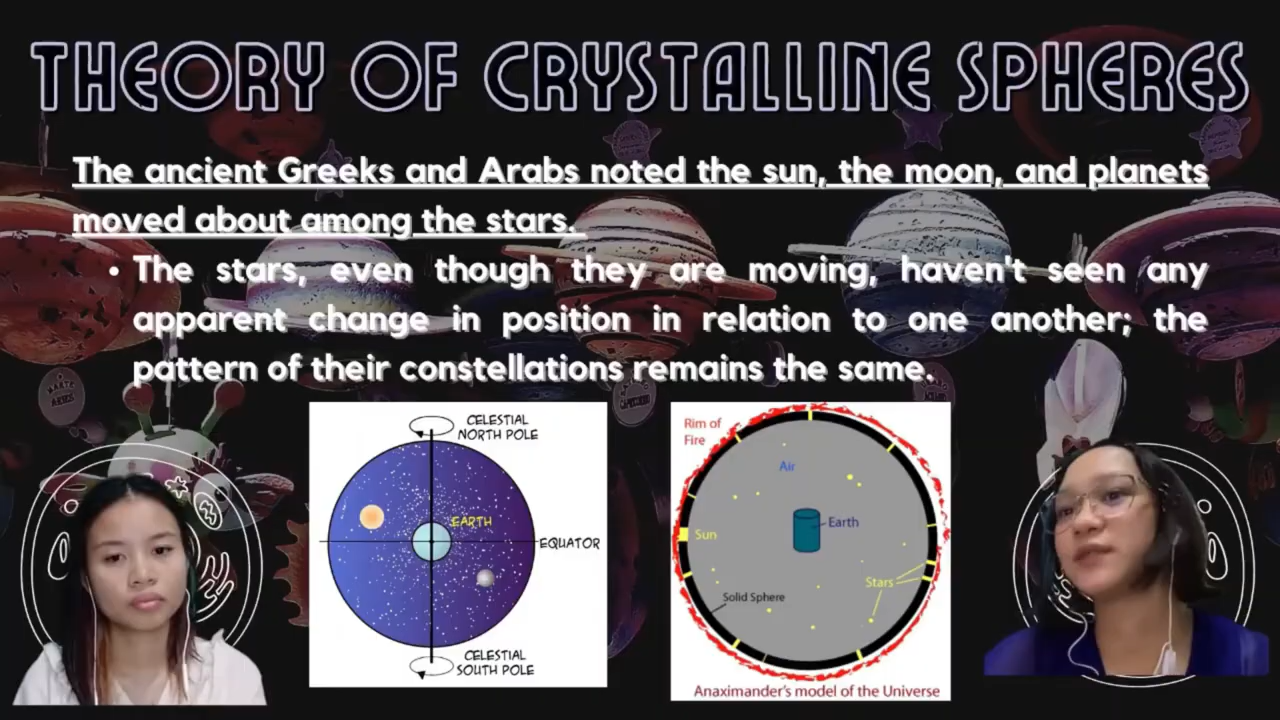 THEORY OF CRYSTALLINE SPHERES
The ancient Greeks and Arabs noted the sun, the moon, and planets
moved about among the stars.
• The stars, even though they are moving, haven't seen any
apparent change in position in relation to one another; the
pattern of their constellations remains the same.
CELESTIAL
NORTH POLE
EARTH
EQUATOR
CELESTIAL
SOUTH POLE
Rim of
Fire
Air
Earth
Sun
Stars
Solid Sphere
Anaximander's model of the Universe